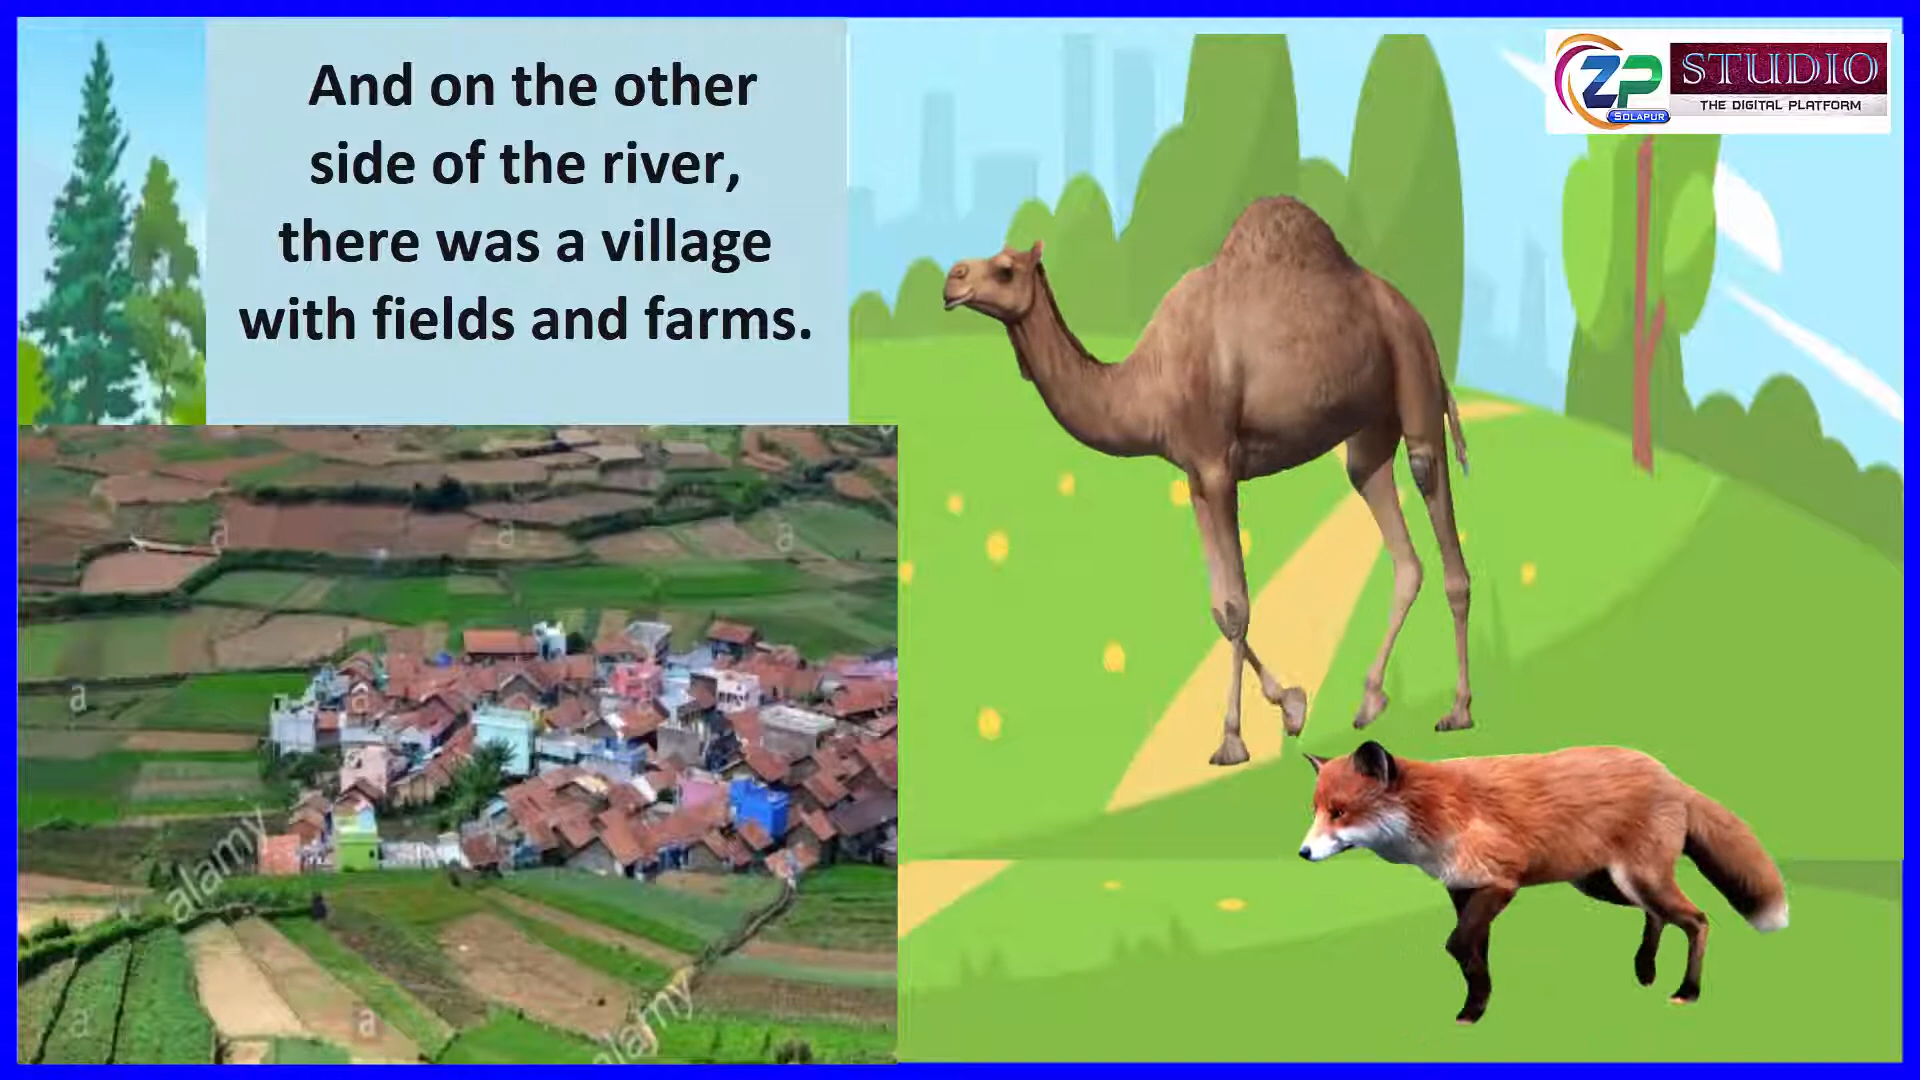 And on the other
side of the river,
there was a village
with fields and farms.
ZP
SOLAPUR
STUDIO
THE DIGITAL PLATFORM
a
a
a
a
a
alamy
a
a
alamy